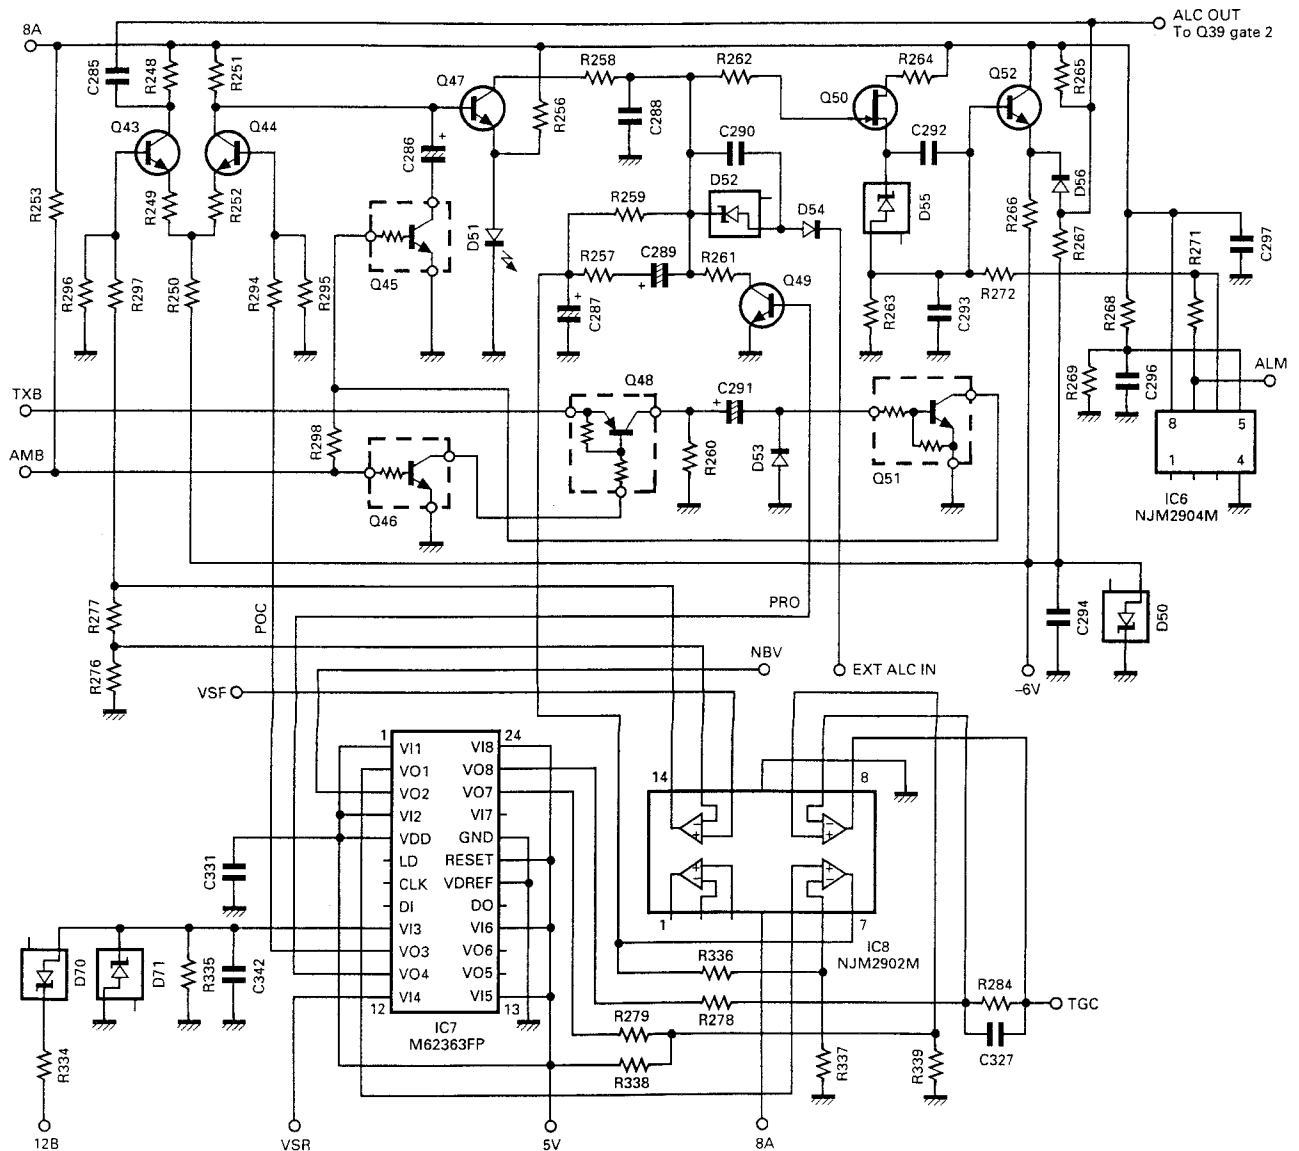 ALC OUT
To Q39 gate 2
8A
C285
R248
R251
Q47
R258
R262
R264
Q52
R265
Q43
Q44
C286
R256
C288
C290
Q50
C292
R253
R249
R252
D51
R259
D52
D54
D55
R266
D56
R267
R271
C297
R296
R297
R250
R294
R295
Q45
R257
C289
R261
Q49
C287
R263
C293
R272
R268
R269
C296
ALM
TXB
Q48
C291
R298
AMB
R260
D53
Q51
Q46
8
5
1
4
IC6
NJM2904M
R277
POC
PRO
C294
D50
R276
NBV
EXT ALC IN
-6V
VSF
1
24
VI1
VI8
VO1
VO8
VO2
VO7
VI2
VI7
VDD
GND
LD
RESET
CLK
VDREF
DI
DO
VI3
VI6
VO3
VO6
VO4
VO5
VI4
VI5
12
13
IC7
M62363FP
14
8
1
7
IC8
NJM2902M
C331
D70
D71
R335
C342
R336
R278
R279
R338
R284
C327
TGC
R334
R337
R339
12B
VSR
5V
8A